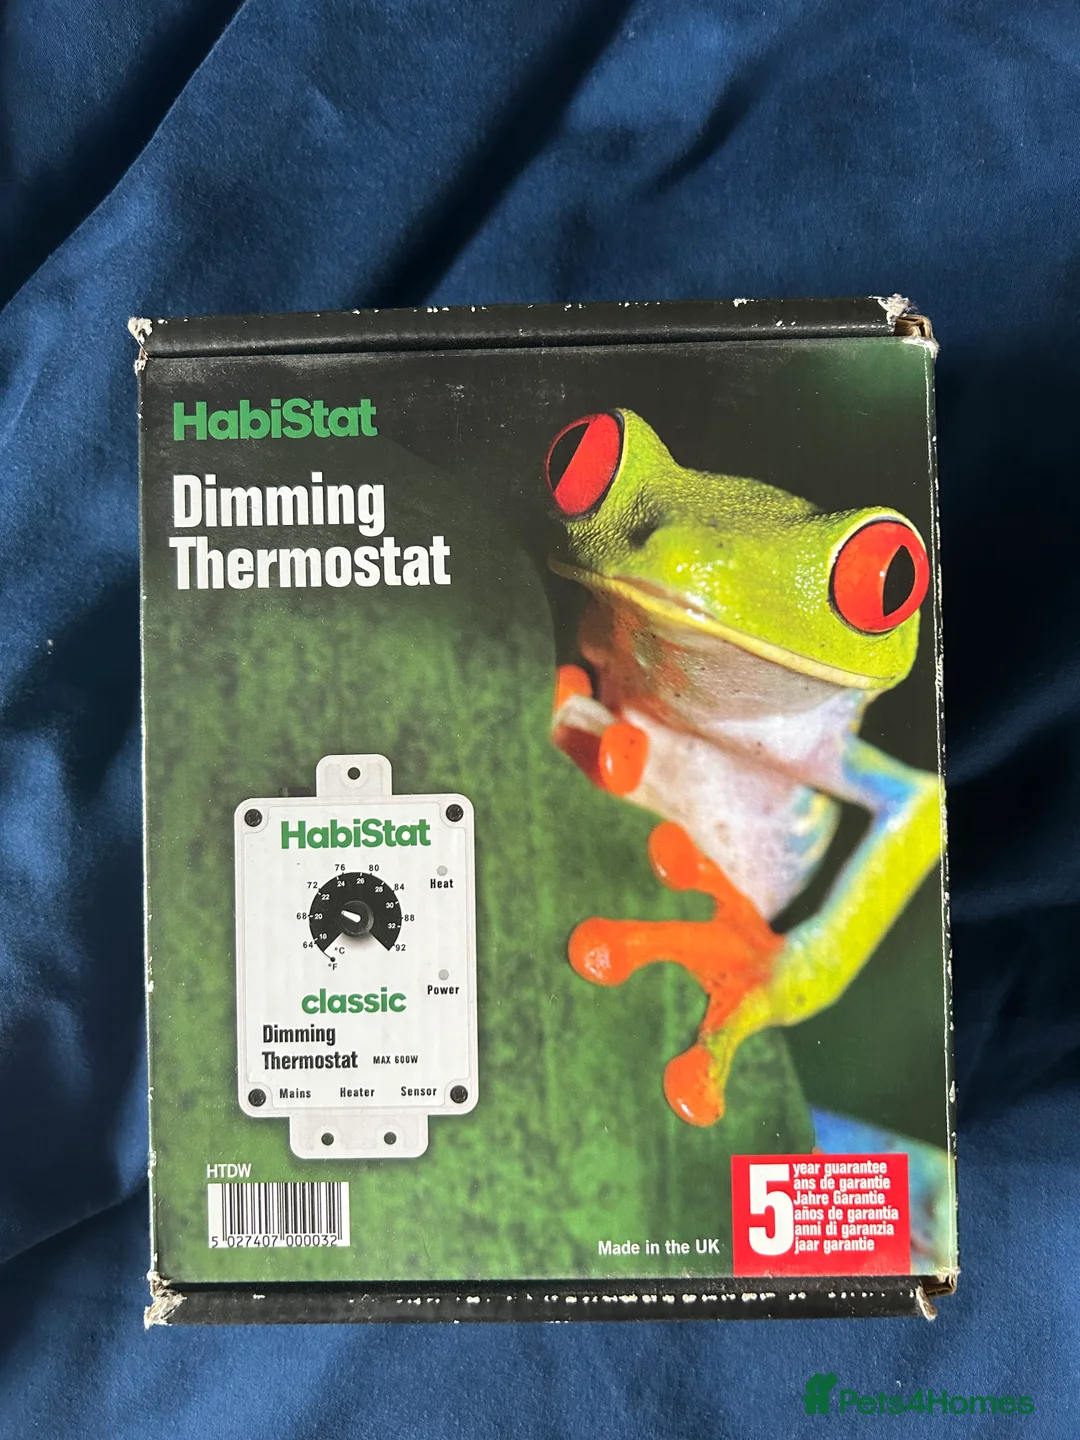 HabiStat
Dimming
Thermostat
HabiStat
76 80
72 24 26 28 84
22 30
68 20 32 88
64 18 92
°C
°F
Heat
Power
classic
Dimming
Thermostat MAX 600W
Mains Heater Sensor
HTDW
5 027407 000032
Made in the UK
5 year guarantee
ans de garantie
Jahre Garantie
años de garantía
anni di garanzia
jaar garantie
Pets4Homes